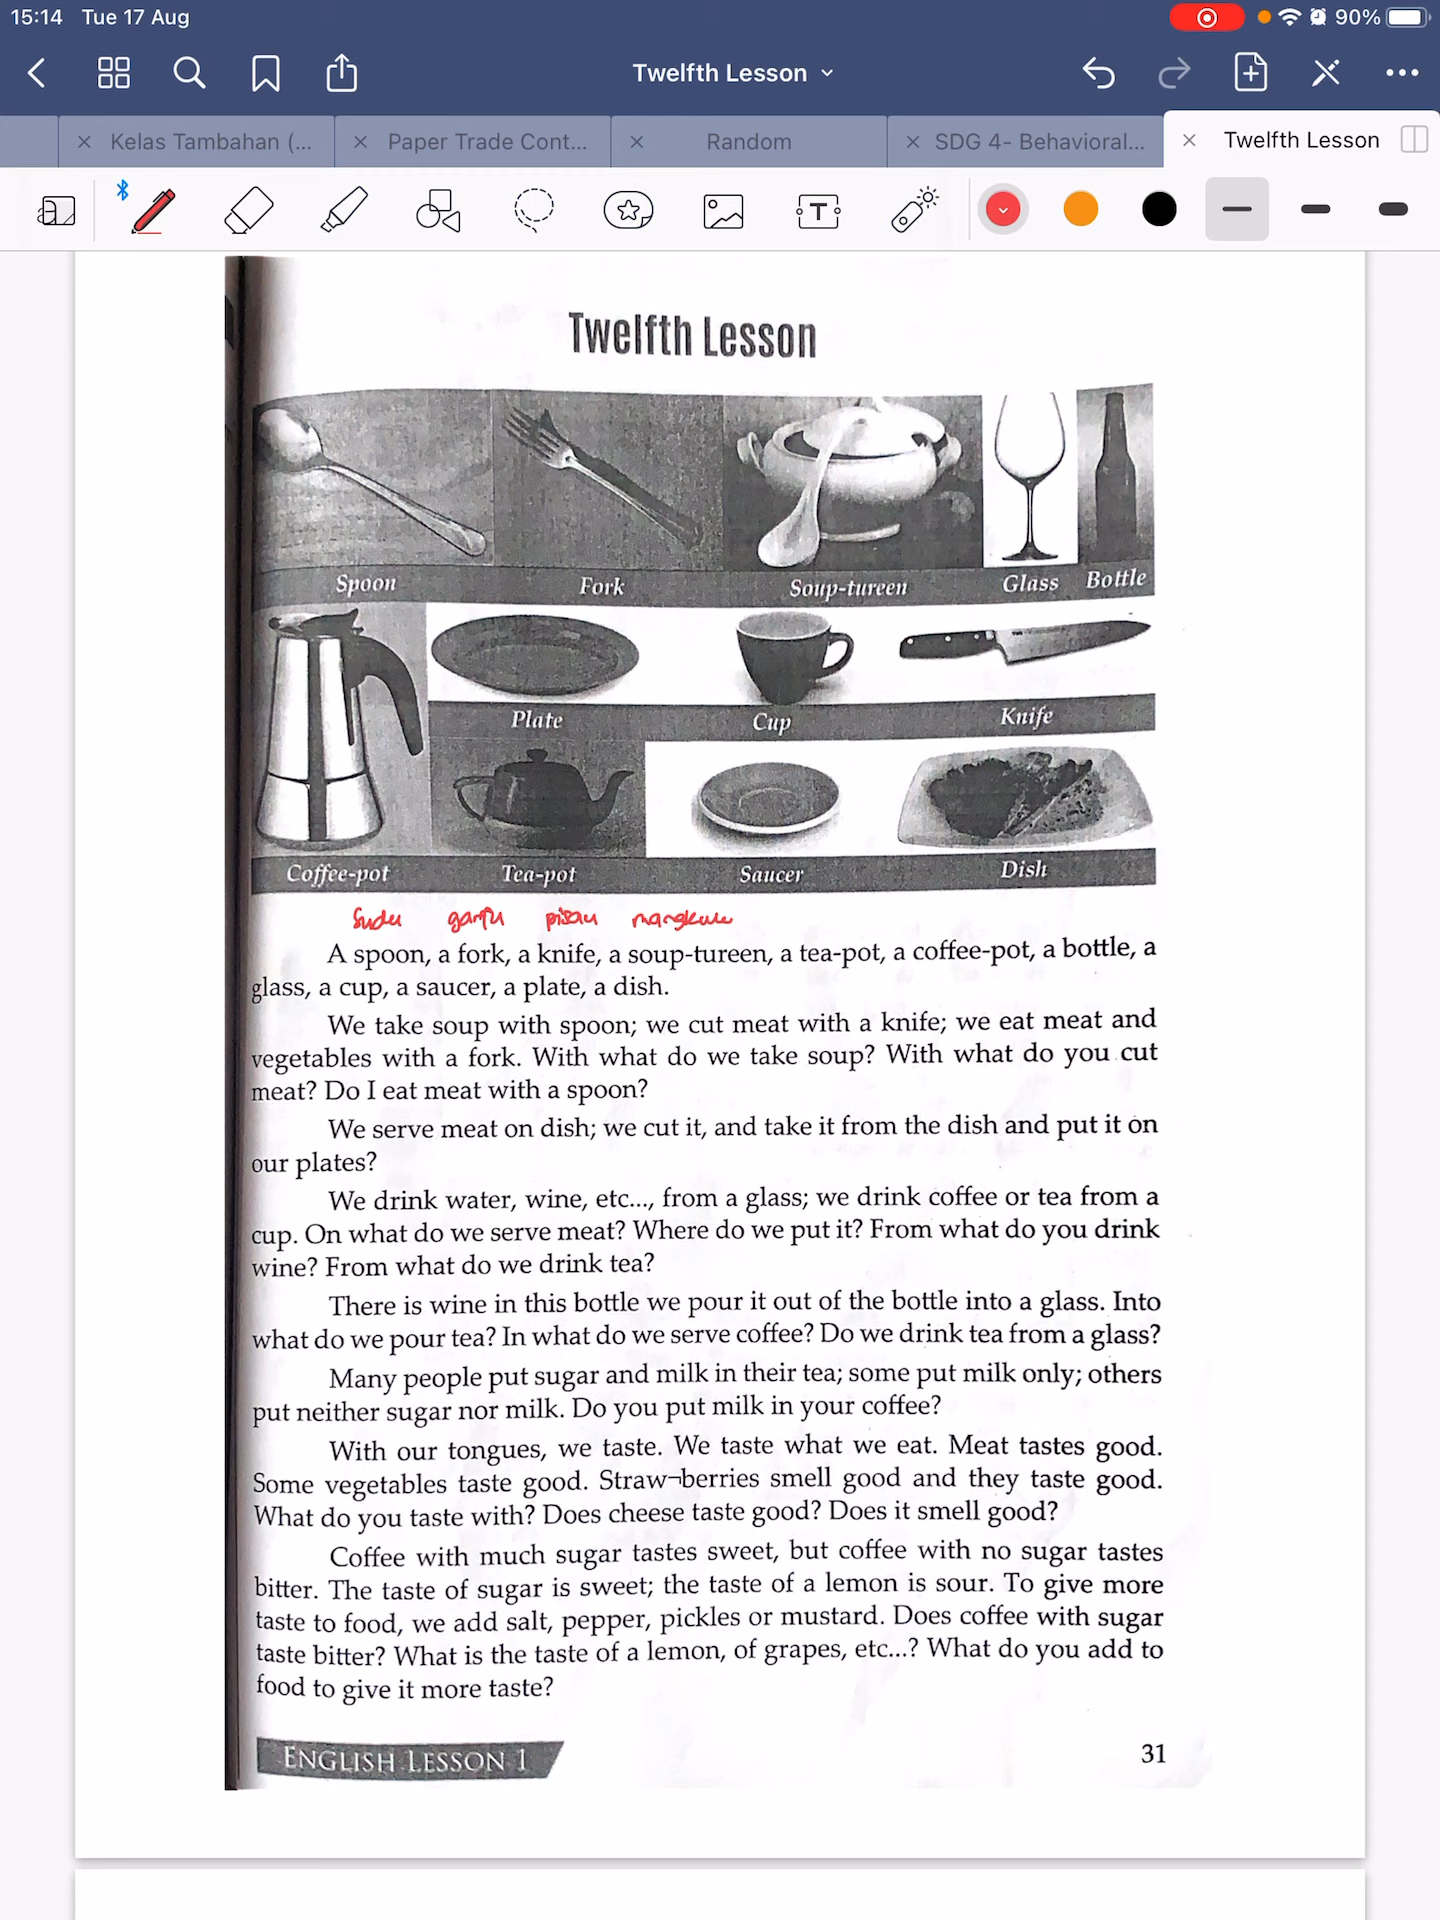 15:14 Tue 17 Aug 90%
Twelfth Lesson
Kelas Tambahan (... Paper Trade Cont... Random SDG 4- Behavioral... Twelfth Lesson
T
Twelfth Lesson
Spoon Fork Soup-tureen Glass Bottle
Plate Cup Knife
Coffee-pot Tea-pot Saucer Dish
Sudu garfu pisau mangkuk
A spoon, a fork, a knife, a soup-tureen, a tea-pot, a coffee-pot, a bottle, a
glass, a cup, a saucer, a plate, a dish.
We take soup with spoon; we cut meat with a knife; we eat meat and
vegetables with a fork. With what do we take soup? With what do you cut
meat? Do I eat meat with a spoon?
We serve meat on dish; we cut it, and take it from the dish and put it on
our plates?
We drink water, wine, etc..., from a glass; we drink coffee or tea from a
cup. On what do we serve meat? Where do we put it? From what do you drink
wine? From what do we drink tea?
There is wine in this bottle we pour it out of the bottle into a glass. Into
what do we pour tea? In what do we serve coffee? Do we drink tea from a glass?
Many people put sugar and milk in their tea; some put milk only; others
put neither sugar nor milk. Do you put milk in your coffee?
With our tongues, we taste. We taste what we eat. Meat tastes good.
Some vegetables taste good. Straw¬berries smell good and they taste good.
What do you taste with? Does cheese taste good? Does it smell good?
Coffee with much sugar tastes sweet, but coffee with no sugar tastes
bitter. The taste of sugar is sweet; the taste of a lemon is sour. To give more
taste to food, we add salt, pepper, pickles or mustard. Does coffee with sugar
taste bitter? What is the taste of a lemon, of grapes, etc...? What do you add to
food to give it more taste?
ENGLISH LESSON 1 31